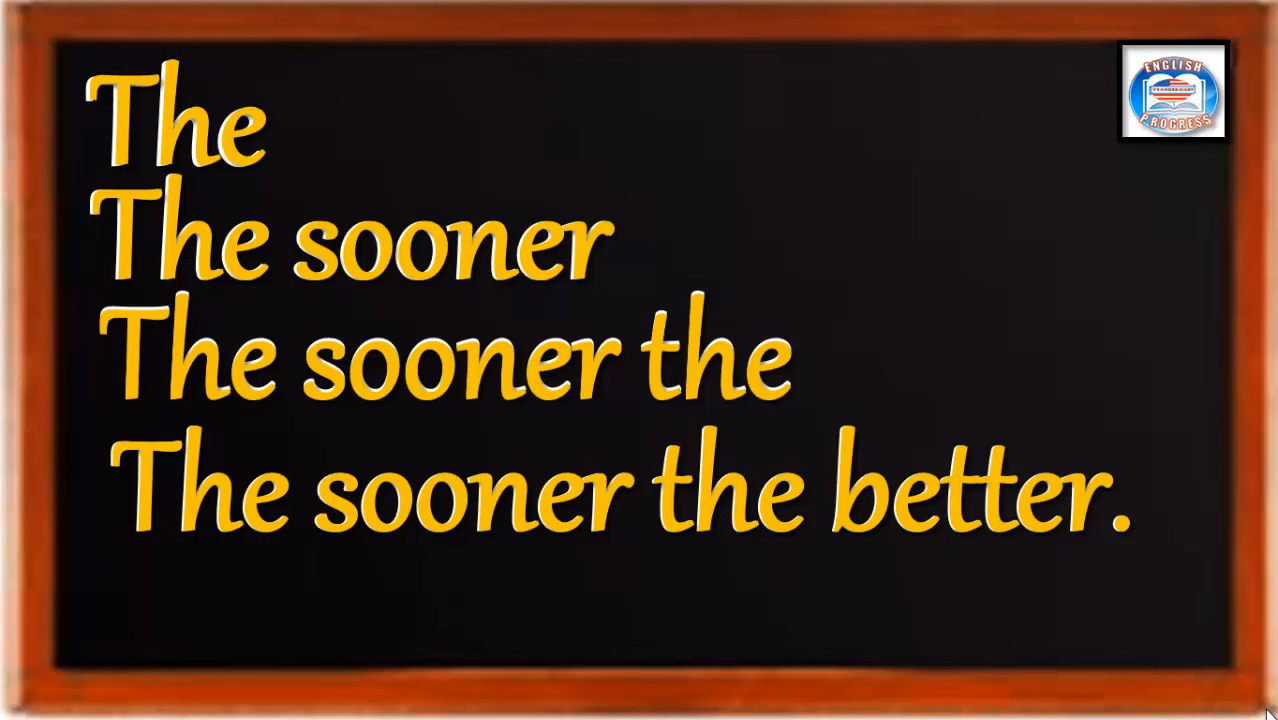 The
The sooner
The sooner the
The sooner the better.
ENGLISH
PROGRESS